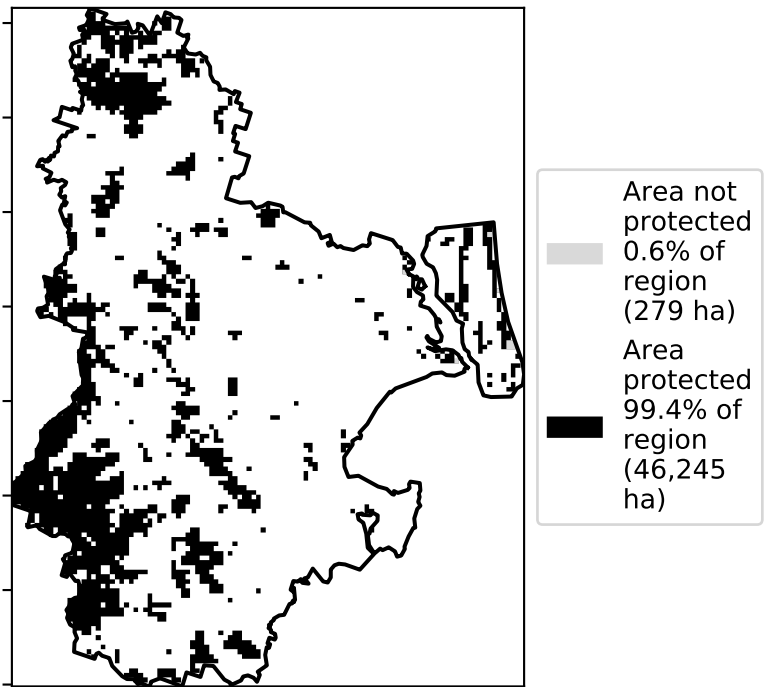 Area not
protected
0.6% of
region
(279 ha)
Area
protected
99.4% of
region
(46,245
ha)